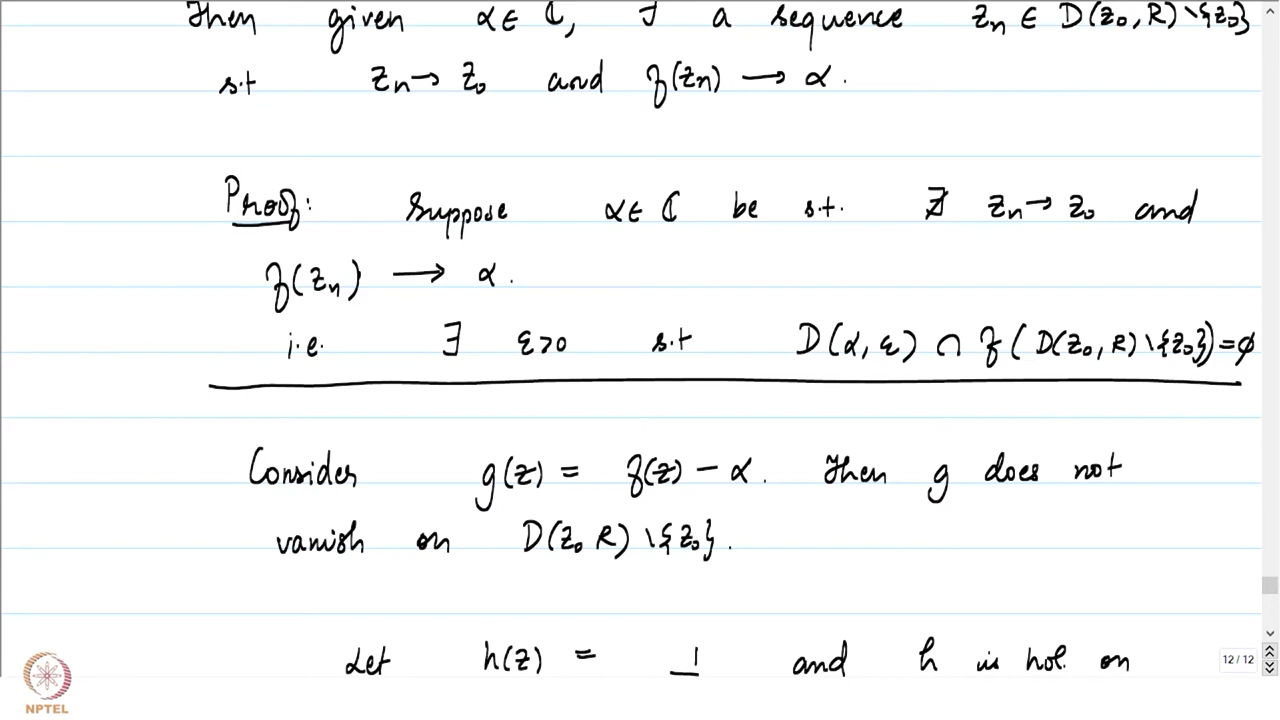 Then given α ∈ ℂ, ∃ a sequence zₙ ∈ D(z₀, R) \ {z₀}
s.t zₙ → z₀ and f(zₙ) → α.
Proof: Suppose α ∈ ℂ be s.t. ∄ zₙ → z₀ and
f(zₙ) → α.
i.e. ∃ ε>0 s.t D(α, ε) ∩ f(D(z₀, R) \ {z₀}) = ϕ
Consider g(z) = f(z) − α. Then g does not
vanish on D(z₀ R) \ {z₀}.
Let h(z) = 1 and h is hol. on
12 / 12
NPTEL